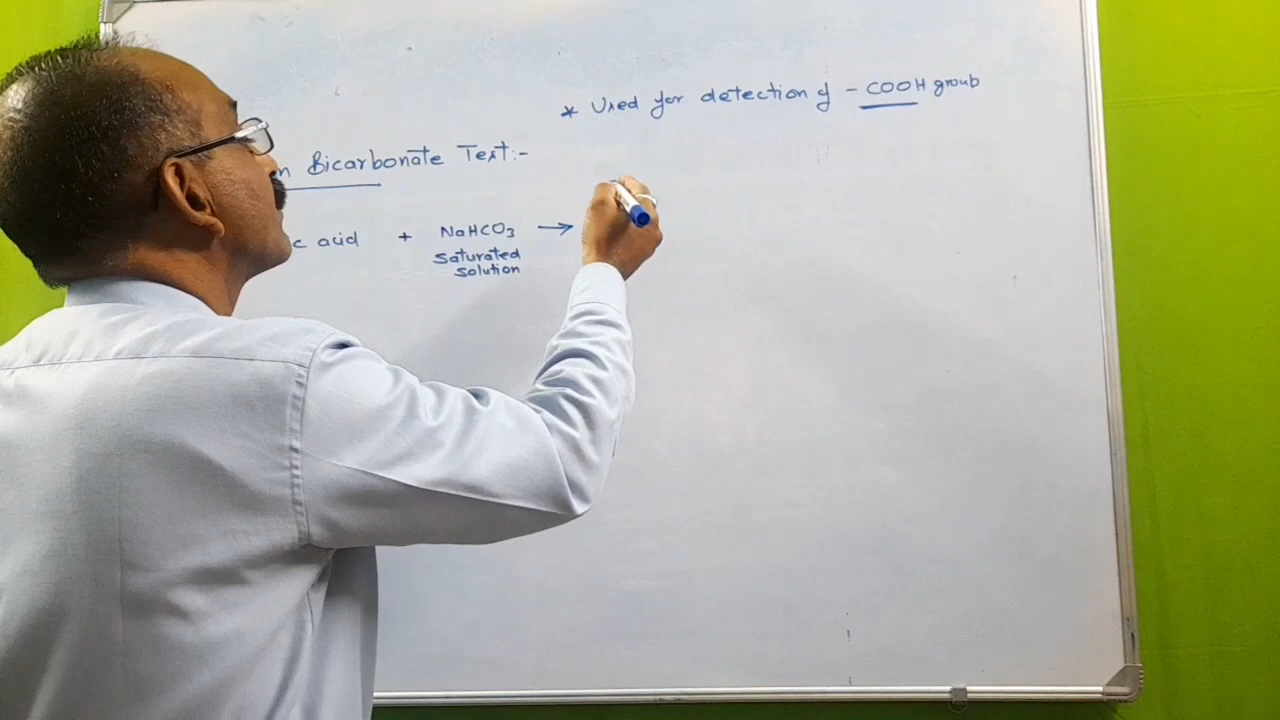 * Used for detection of - COOH group
n Bicarbonate Test:-
c acid + NaHCO3 →
saturated
solution